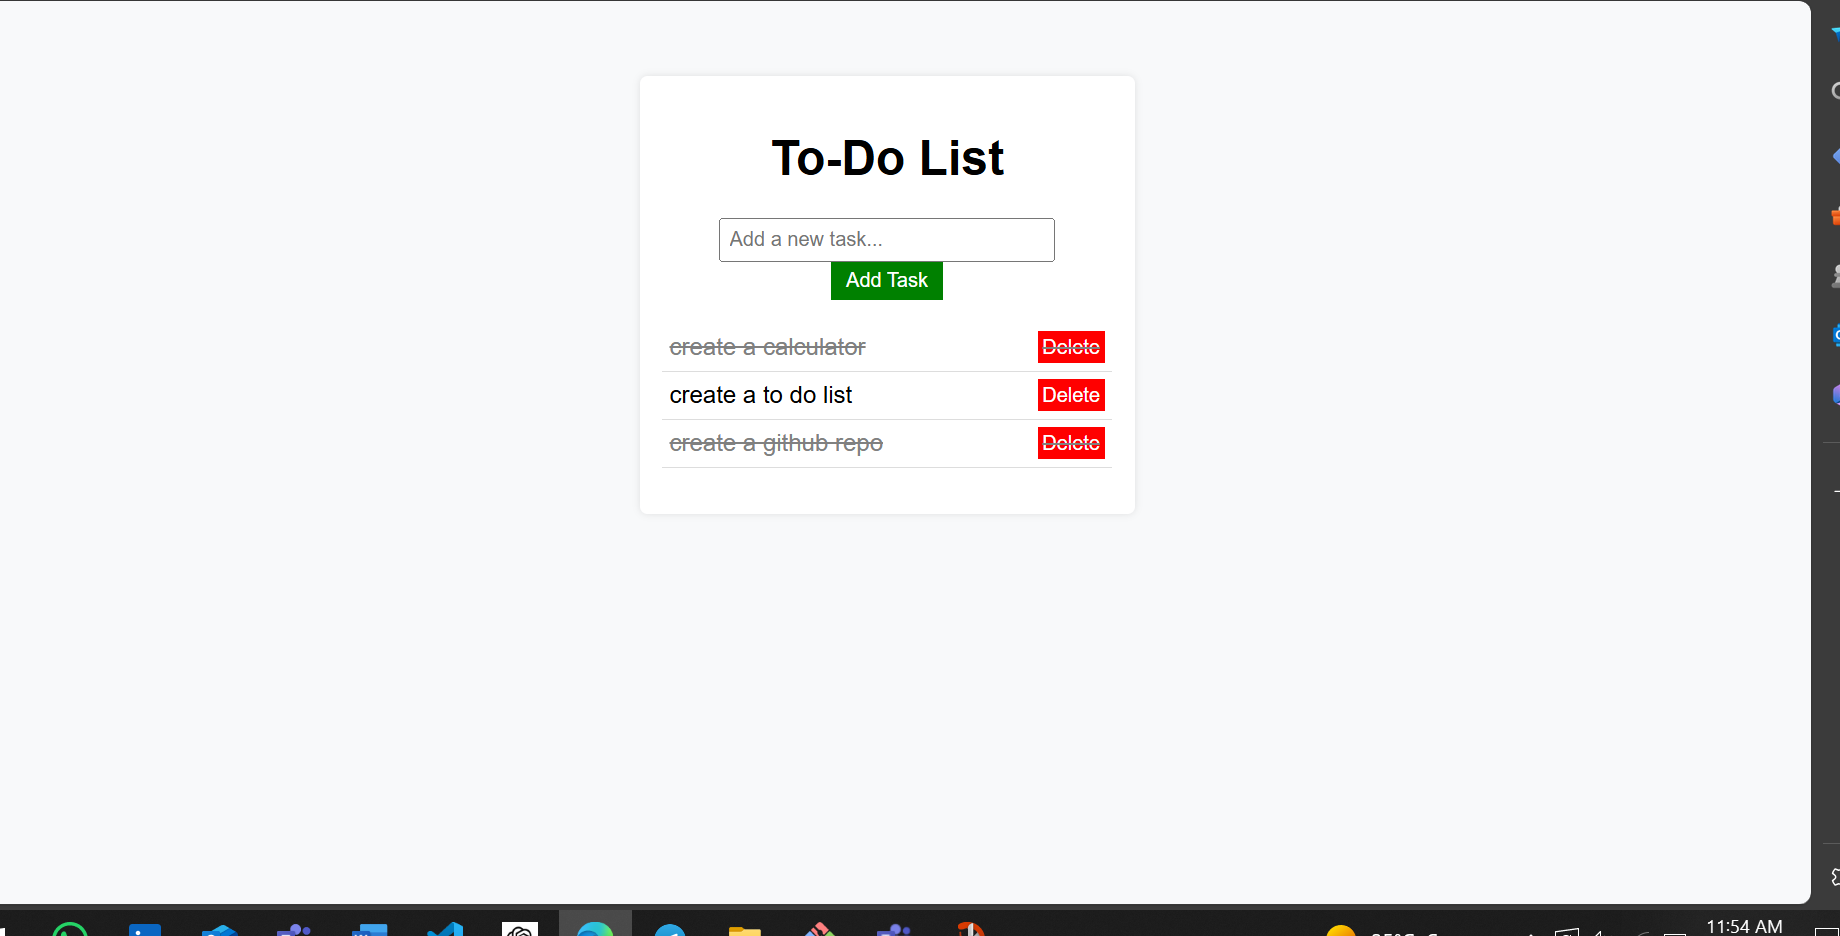 To-Do List
Add a new task...
Add Task
create a calculator Delete
create a to do list Delete
create a github repo Delete
11:54 AM